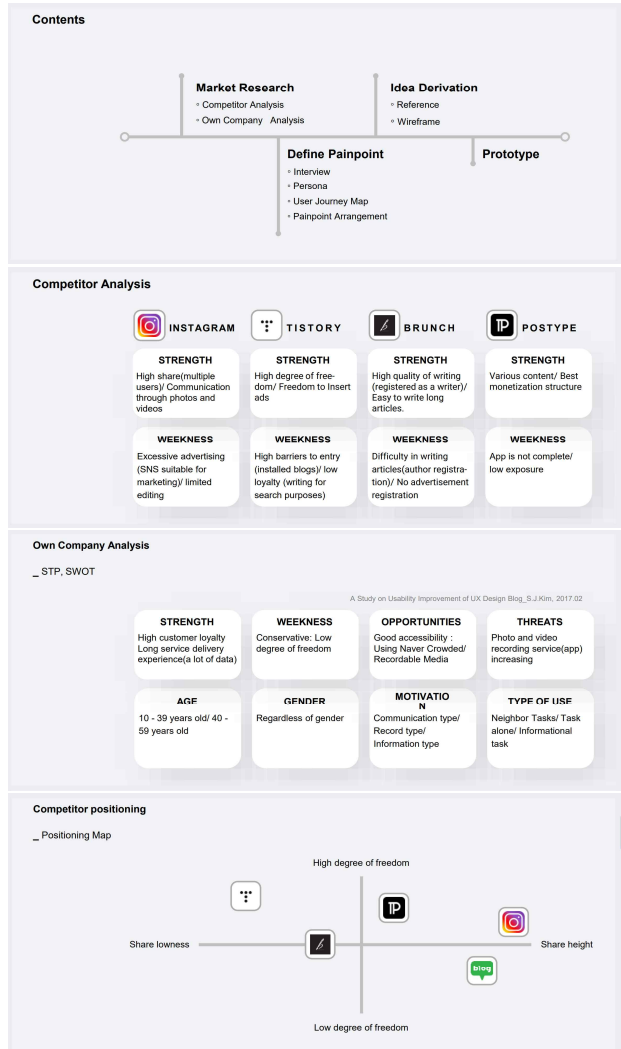 Contents
Market Research
◦ Competitor Analysis
◦ Own Company Analysis
Idea Derivation
◦ Reference
◦ Wireframe
Define Painpoint
◦ Interview
◦ Persona
◦ User Journey Map
◦ Painpoint Arrangement
Prototype
Competitor Analysis
INSTAGRAM
TISTORY
BRUNCH
POSTYPE
STRENGTH
High share(multiple
users)/ Communication
through photos and
videos
STRENGTH
High degree of free-
dom/ Freedom to Insert
ads
STRENGTH
High quality of writing
(registered as a writer)/
Easy to write long
articles.
STRENGTH
Various content/ Best
monetization structure
WEEKNESS
Excessive advertising
(SNS suitable for
marketing)/ limited
editing
WEEKNESS
High barriers to entry
(installed blogs)/ low
loyalty (writing for
search purposes)
WEEKNESS
Difficulty in writing
articles(author registra-
tion)/ No advertisement
registration
WEEKNESS
App is not complete/
low exposure
Own Company Analysis
_ STP, SWOT
A Study on Usability Improvement of UX Design Blog_S.J.Kim, 2017.02
STRENGTH
High customer loyalty
Long service delivery
experience(a lot of data)
WEEKNESS
Conservative: Low
degree of freedom
OPPORTUNITIES
Good accessibility :
Using Naver Crowded/
Recordable Media
THREATS
Photo and video
recording service(app)
increasing
AGE
10 - 39 years old/ 40 -
59 years old
GENDER
Regardless of gender
MOTIVATIO
N
Communication type/
Record type/
Information type
TYPE OF USE
Neighbor Tasks/ Task
alone/ Informational
task
Competitor positioning
_ Positioning Map
High degree of freedom
Share lowness
Share height
blog
Low degree of freedom